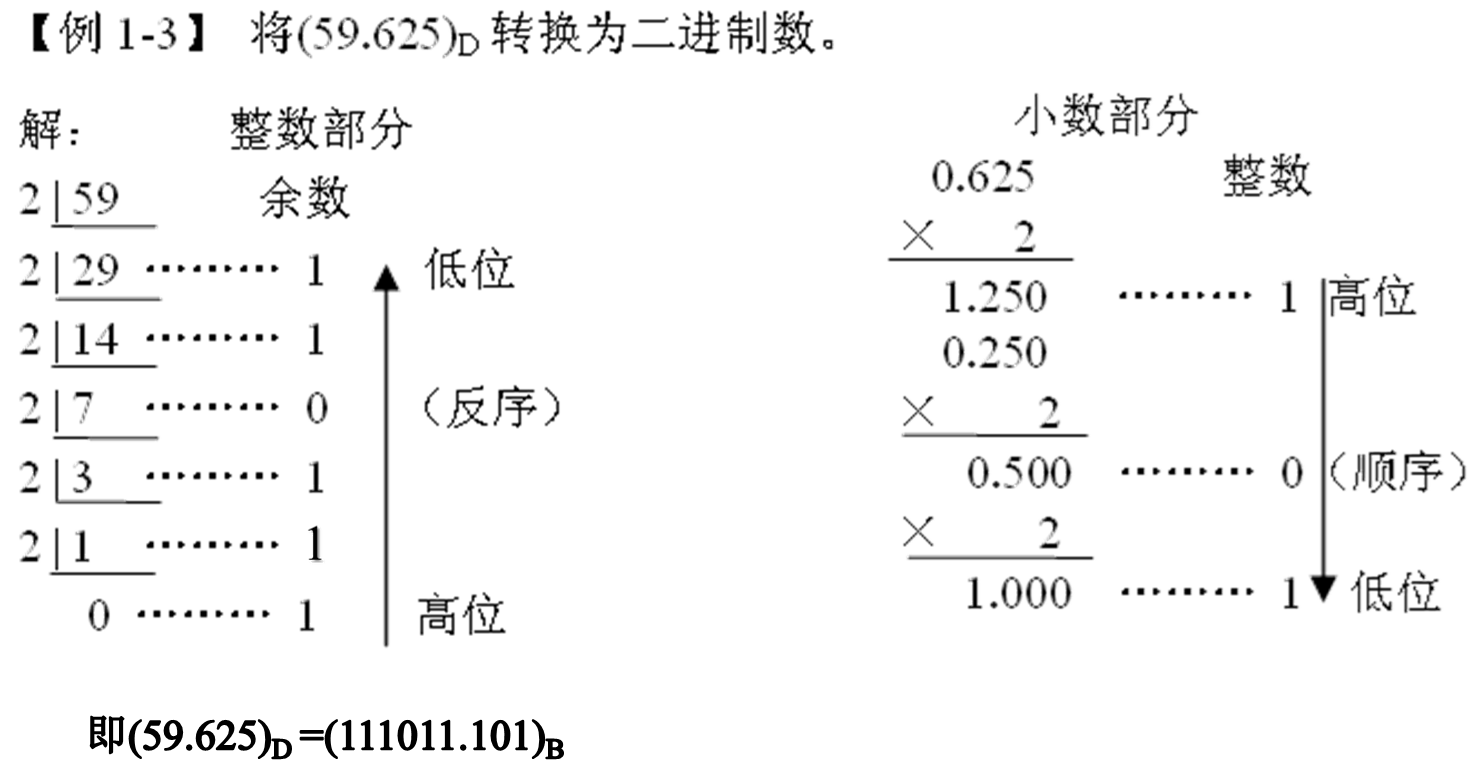 【例 1-3】 将(59.625)D 转换为二进制数。
解： 整数部分
2 59 余数
2 29 ········· 1 低位
2 14 ········· 1
2 7 ········· 0 （反序）
2 3 ········· 1
2 1 ········· 1
0 ········· 1 高位
小数部分
0.625 整数
× 2
1.250 ········· 1 高位
0.250
× 2
0.500 ········· 0 （顺序）
× 2
1.000 ········· 1 低位
即(59.625)D =(111011.101)B